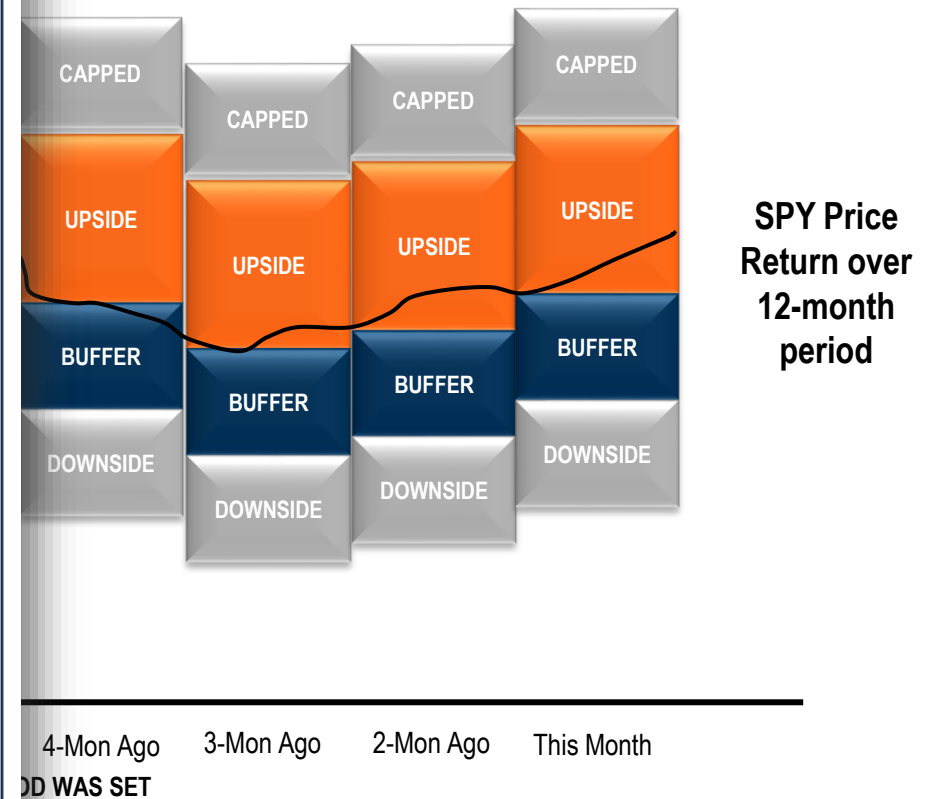 CAPPED
CAPPED
CAPPED
CAPPED
UPSIDE
UPSIDE
UPSIDE
UPSIDE
BUFFER
BUFFER
BUFFER
BUFFER
DOWNSIDE
DOWNSIDE
DOWNSIDE
DOWNSIDE
SPY Price
Return over
12-month
period
4-Mon Ago
3-Mon Ago
2-Mon Ago
This Month
WAS SET